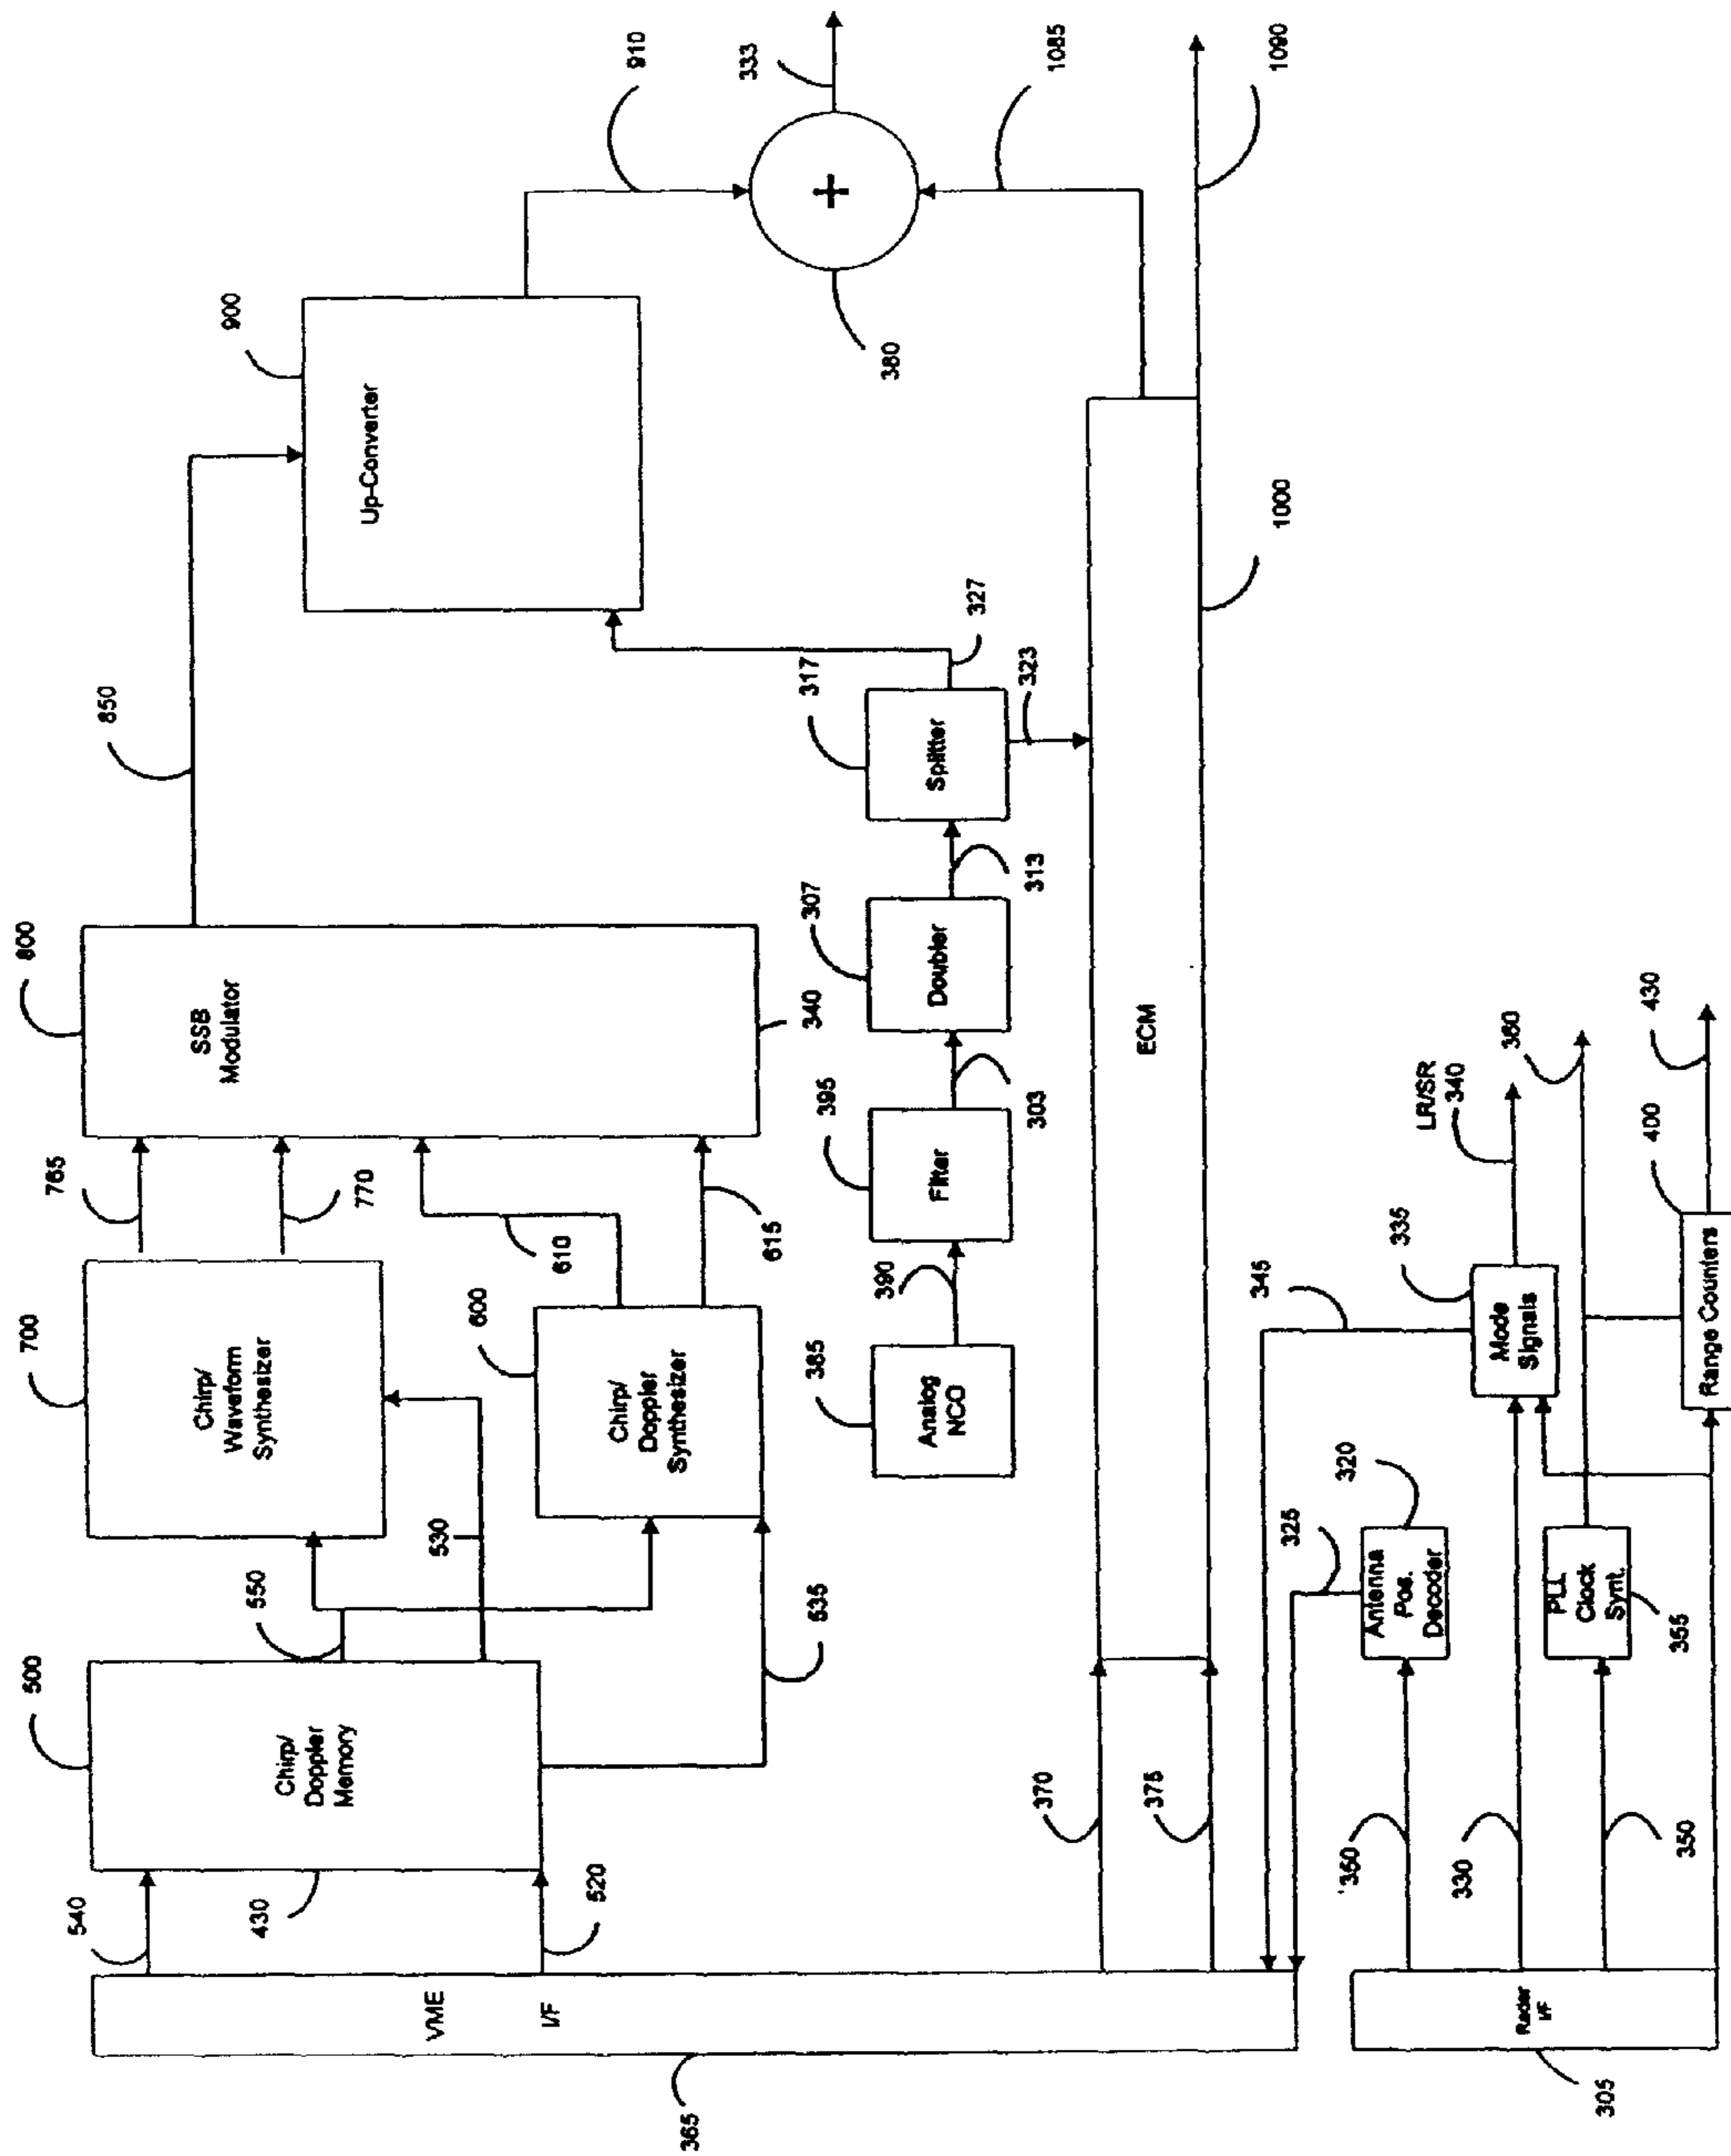 540
430
520
500
Chirp/
Doppler
Memory
550
530
535
700
Chirp/
Waveform
Synthesizer
765
770
600
Chirp/
Doppler
Synthesizer
610
615
800
SSB
Modulator
340
850
900
Up-Converter
910
333
+
380
1085
1090
385
Analog
NCO
390
395
Filter
303
307
Doubler
313
317
Splitter
327
323
VME
I/F
365
370
375
ECM
1000
345
325
Radar
I/F
305
350
Antenna
Pos.
Decoder
320
330
Mode
Signals
335
LR/SR
340
350
PLL
Clock
Synt.
355
360
400
Range Counters
430